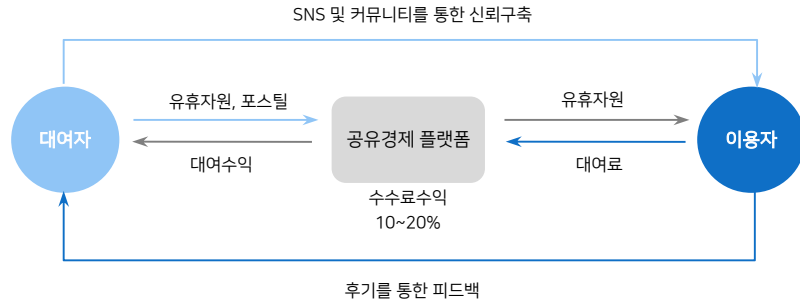 SNS 및 커뮤니티를 통한 신뢰구축
유휴자원, 포스틸
유휴자원
대여자
공유경제 플랫폼
이용자
대여수익
대여료
수수료수익
10~20%
후기를 통한 피드백